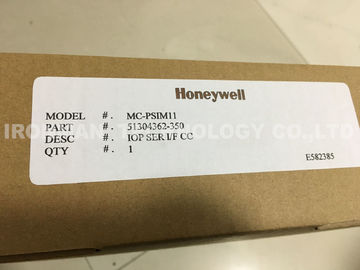 Honeywell
MODEL #. MC-PSIM11
PART #. 51304362-350
DESC #. IOP SER I/F CC
QTY #. 1
E582385